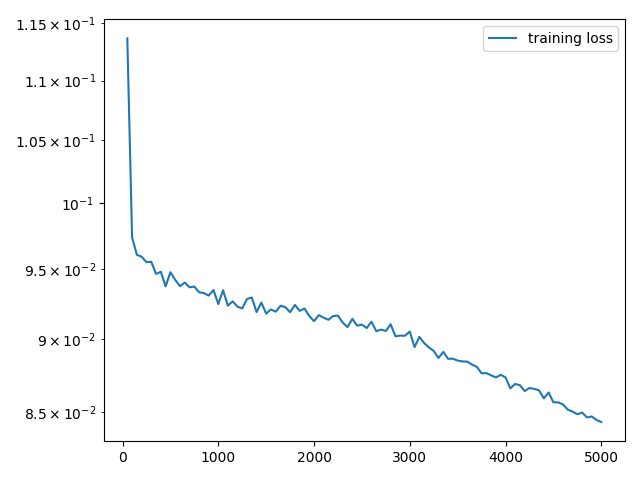 1.15 × 10⁻¹
1.1 × 10⁻¹
1.05 × 10⁻¹
10⁻¹
9.5 × 10⁻²
9 × 10⁻²
8.5 × 10⁻²
training loss
0 1000 2000 3000 4000 5000